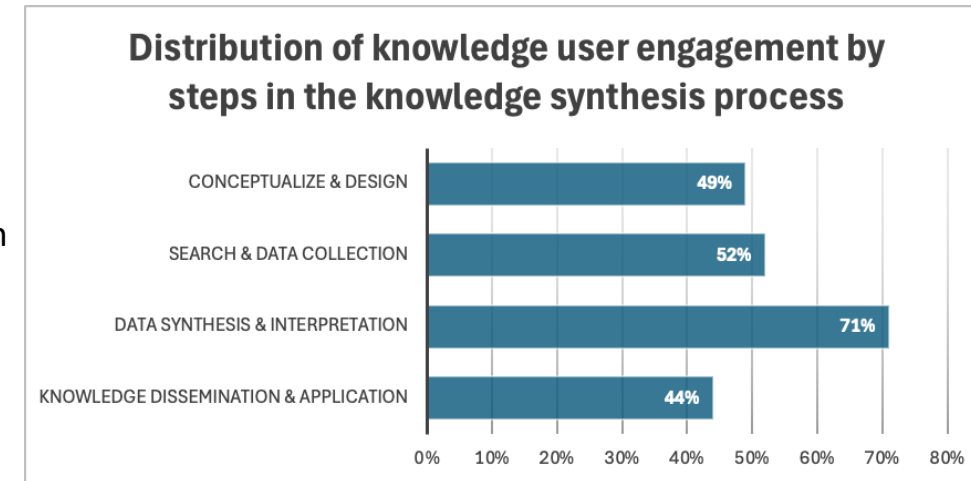 Distribution of knowledge user engagement by
steps in the knowledge synthesis process
n
CONCEPTUALIZE & DESIGN 49%
SEARCH & DATA COLLECTION 52%
DATA SYNTHESIS & INTERPRETATION 71%
KNOWLEDGE DISSEMINATION & APPLICATION 44%
0% 10% 20% 30% 40% 50% 60% 70% 80%